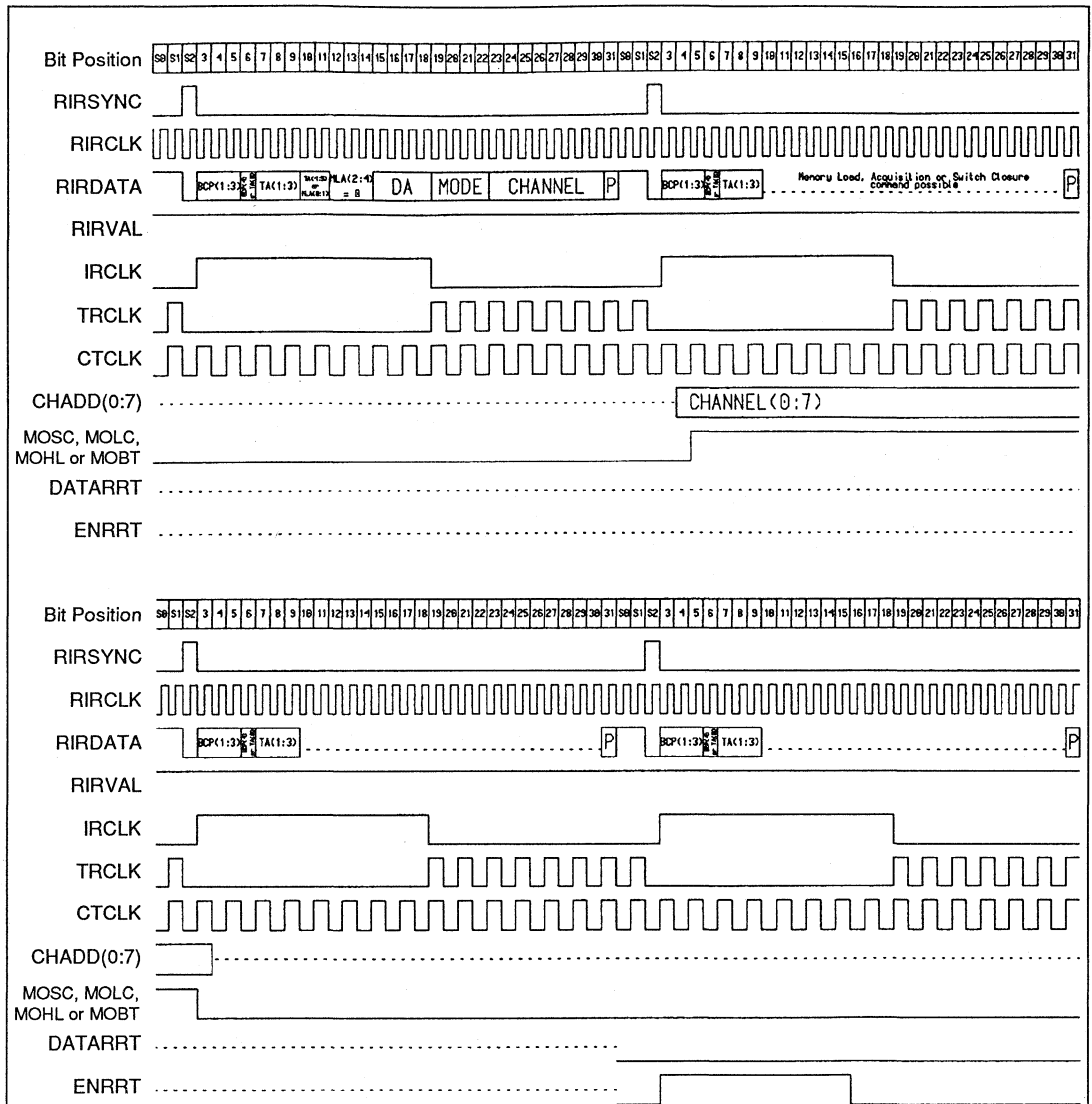 Bit Position S0 S1 S2 3 4 5 6 7 8 9 10 11 12 13 14 15 16 17 18 19 20 21 22 23 24 25 26 27 28 29 30 31 S0 S1 S2 3 4 5 6 7 8 9 10 11 12 13 14 15 16 17 18 19 20 21 22 23 24 25 26 27 28 29 30 31
RIRSYNC
RIRCLK
RIRDATA BCP(1:3) TA(1:3) MLA(2:4) = 8 DA MODE CHANNEL P BCP(1:3) TA(1:3) Memory Load, Acquisition or Switch Closure command possible P
RIRVAL
IRCLK
TRCLK
CTCLK
CHADD(0:7) CHANNEL(0:7)
MOSC, MOLC,
MOHL or MOBT
DATARRT
ENRRT
Bit Position S0 S1 S2 3 4 5 6 7 8 9 10 11 12 13 14 15 16 17 18 19 20 21 22 23 24 25 26 27 28 29 30 31 S0 S1 S2 3 4 5 6 7 8 9 10 11 12 13 14 15 16 17 18 19 20 21 22 23 24 25 26 27 28 29 30 31
RIRSYNC
RIRCLK
RIRDATA BCP(1:3) TA(1:3) P BCP(1:3) TA(1:3) P
RIRVAL
IRCLK
TRCLK
CTCLK
CHADD(0:7)
MOSC, MOLC,
MOHL or MOBT
DATARRT
ENRRT